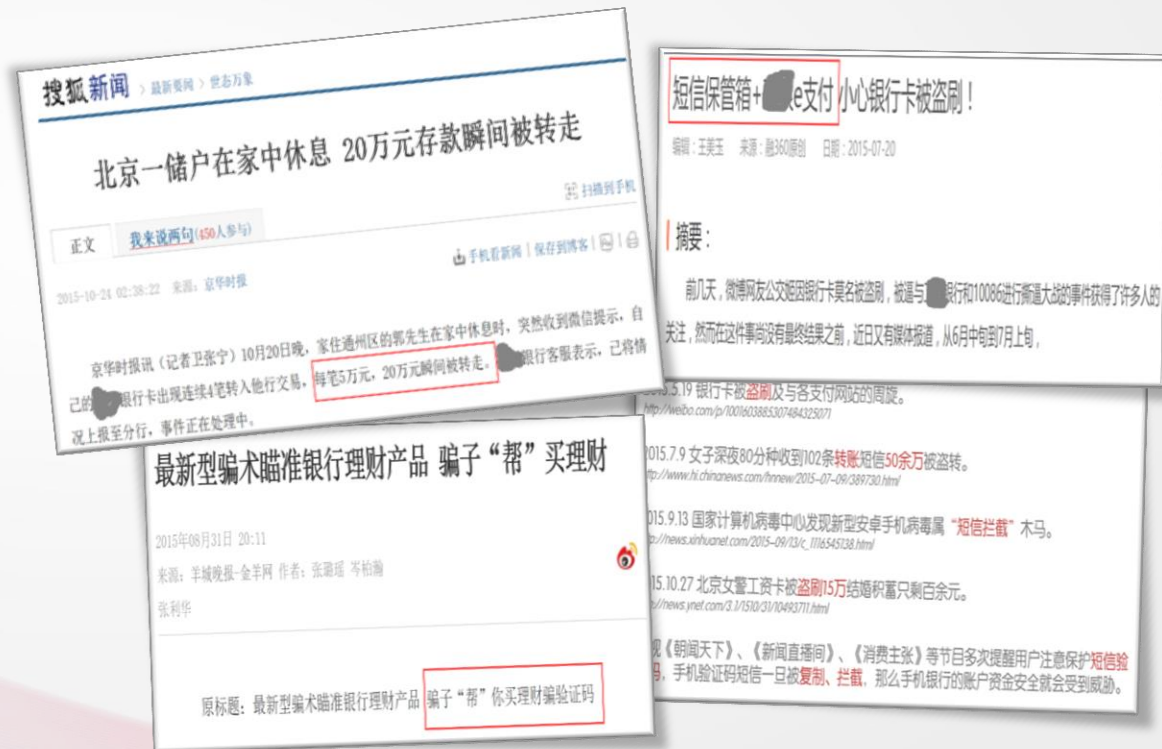 搜狐新闻 > 最新要闻 > 世态万象
北京一储户在家中休息 20万元存款瞬间被转走
扫描到手机
正文 我来说两句(450人参与)
手机看新闻 | 保存到博客 |
2015-10-24 02:38:22 来源：京华时报
京华时报讯（记者卫张宁）10月20日晚，家住通州区的郭先生在家中休息时，突然收到微信提示，自
己的 银行卡出现连续4笔转入他行交易，每笔5万元，20万元瞬间被转走。 银行客服表示，已将情
况上报至分行，事件正在处理中。
短信保管箱+ e支付 小心银行卡被盗刷！
编辑：王美玉 来源：融360原创 日期：2015-07-20
摘要：
前几天，微博网友公交姬因银行卡莫名被盗刷，被逼与 银行和10086进行撕逼大战的事件获得了许多人的
关注，然而在这件事尚没有最终结果之前，近日又有媒体报道，从6月中旬到7月上旬，
最新型骗术瞄准银行理财产品 骗子“帮”买理财
2015年08月31日 20:11
来源：羊城晚报-金羊网 作者：张璐瑶 岑柏瀚
张利华
原标题：最新型骗术瞄准银行理财产品 骗子“帮”你买理财骗验证码
.5.19 银行卡被盗刷及与各支付网站的周旋。
http://weibo.com/p/1001603885307484325071
2015.7.9 女子深夜80分种收到102条转账短信50余万被盗转。
://www.hi.chinanews.com/hnnew/2015-07-09/389730.html
015.9.13 国家计算机病毒中心发现新型安卓手机病毒属“短信拦截”木马。
://news.xinhuanet.com/2015-09/13/c_1116545138.html
15.10.27 北京女警工资卡被盗刷15万结婚积蓄只剩百余元。
://news.ynet.com/3.1/1510/31/10493711.html
视《朝闻天下》、《新闻直播间》、《消费主张》等节目多次提醒用户注意保护短信验
码，手机验证码短信一旦被复制、拦截，那么手机银行的账户资金安全就会受到威胁。